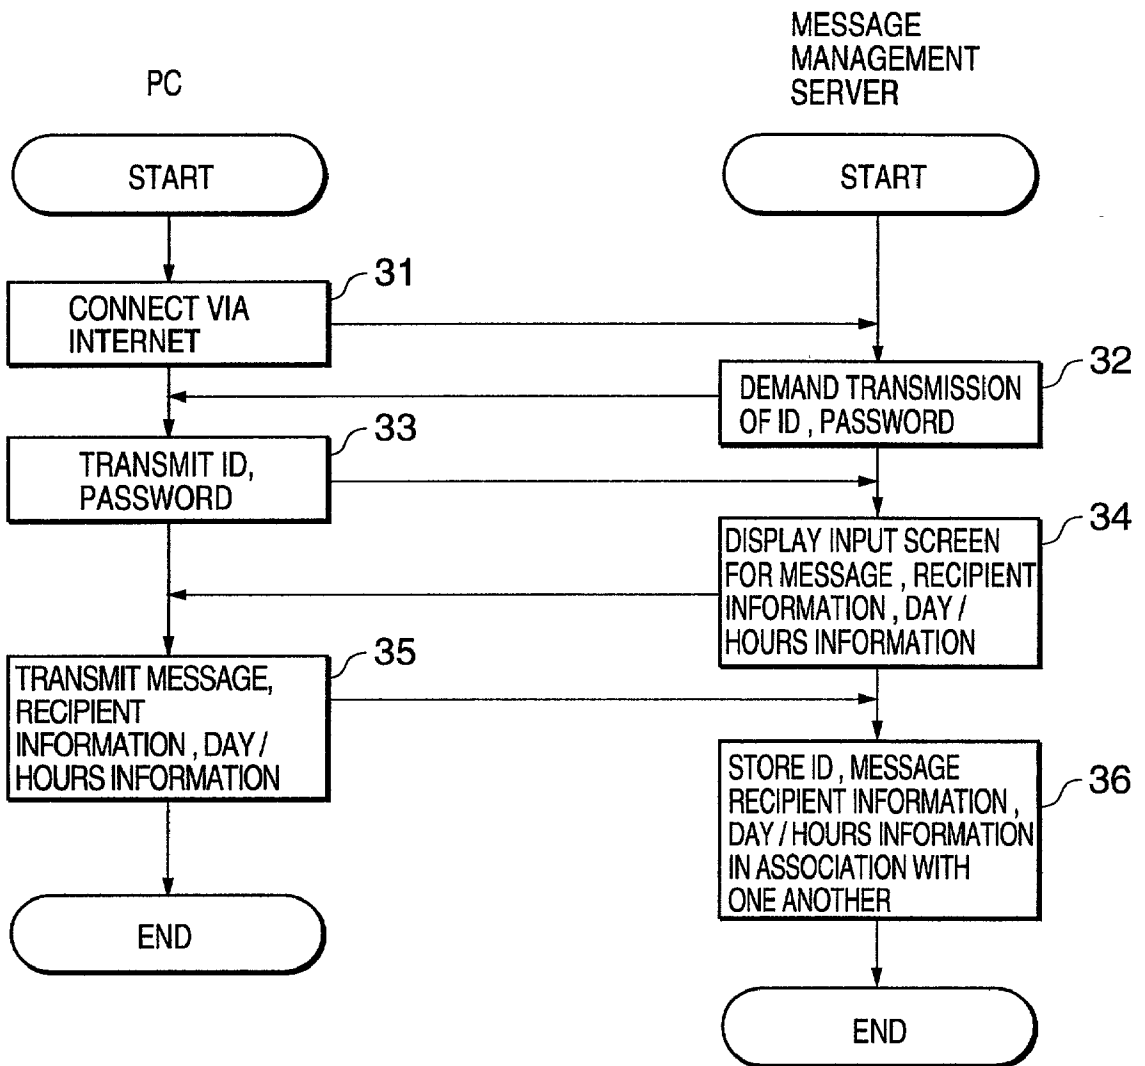 MESSAGE
MANAGEMENT
SERVER
PC
START
START
31
CONNECT VIA
INTERNET
32
DEMAND TRANSMISSION
OF ID , PASSWORD
33
TRANSMIT ID,
PASSWORD
34
DISPLAY INPUT SCREEN
FOR MESSAGE , RECIPIENT
INFORMATION , DAY /
HOURS INFORMATION
35
TRANSMIT MESSAGE,
RECIPIENT
INFORMATION , DAY /
HOURS INFORMATION
36
STORE ID , MESSAGE
RECIPIENT INFORMATION ,
DAY / HOURS INFORMATION
IN ASSOCIATION WITH
ONE ANOTHER
END
END